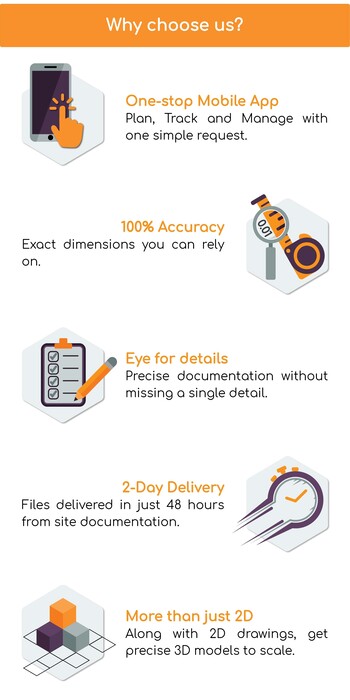 Why choose us?
One-stop Mobile App
Plan, Track and Manage with
one simple request.
100% Accuracy
Exact dimensions you can rely
on.
0.01
Eye for details
Precise documentation without
missing a single detail.
2-Day Delivery
Files delivered in just 48 hours
from site documentation.
More than just 2D
Along with 2D drawings, get
precise 3D models to scale.